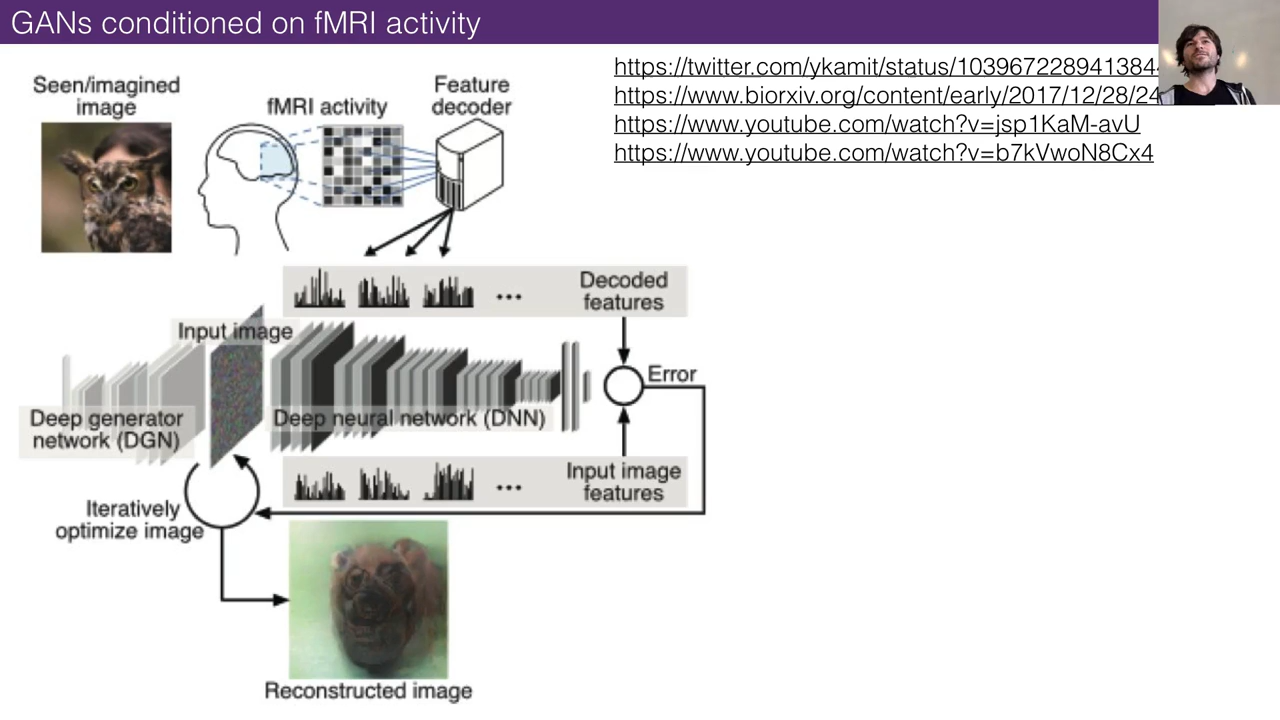 GANs conditioned on fMRI activity
https://twitter.com/ykamit/status/103967228941384
https://www.biorxiv.org/content/early/2017/12/28/24
https://www.youtube.com/watch?v=jsp1KaM-avU
https://www.youtube.com/watch?v=b7kVwoN8Cx4
Seen/imagined
image
fMRI activity
Feature
decoder
Decoded
features
...
Input image
Error
Deep generator
network (DGN)
Deep neural network (DNN)
Input image
features
...
Iteratively
optimize image
Reconstructed image